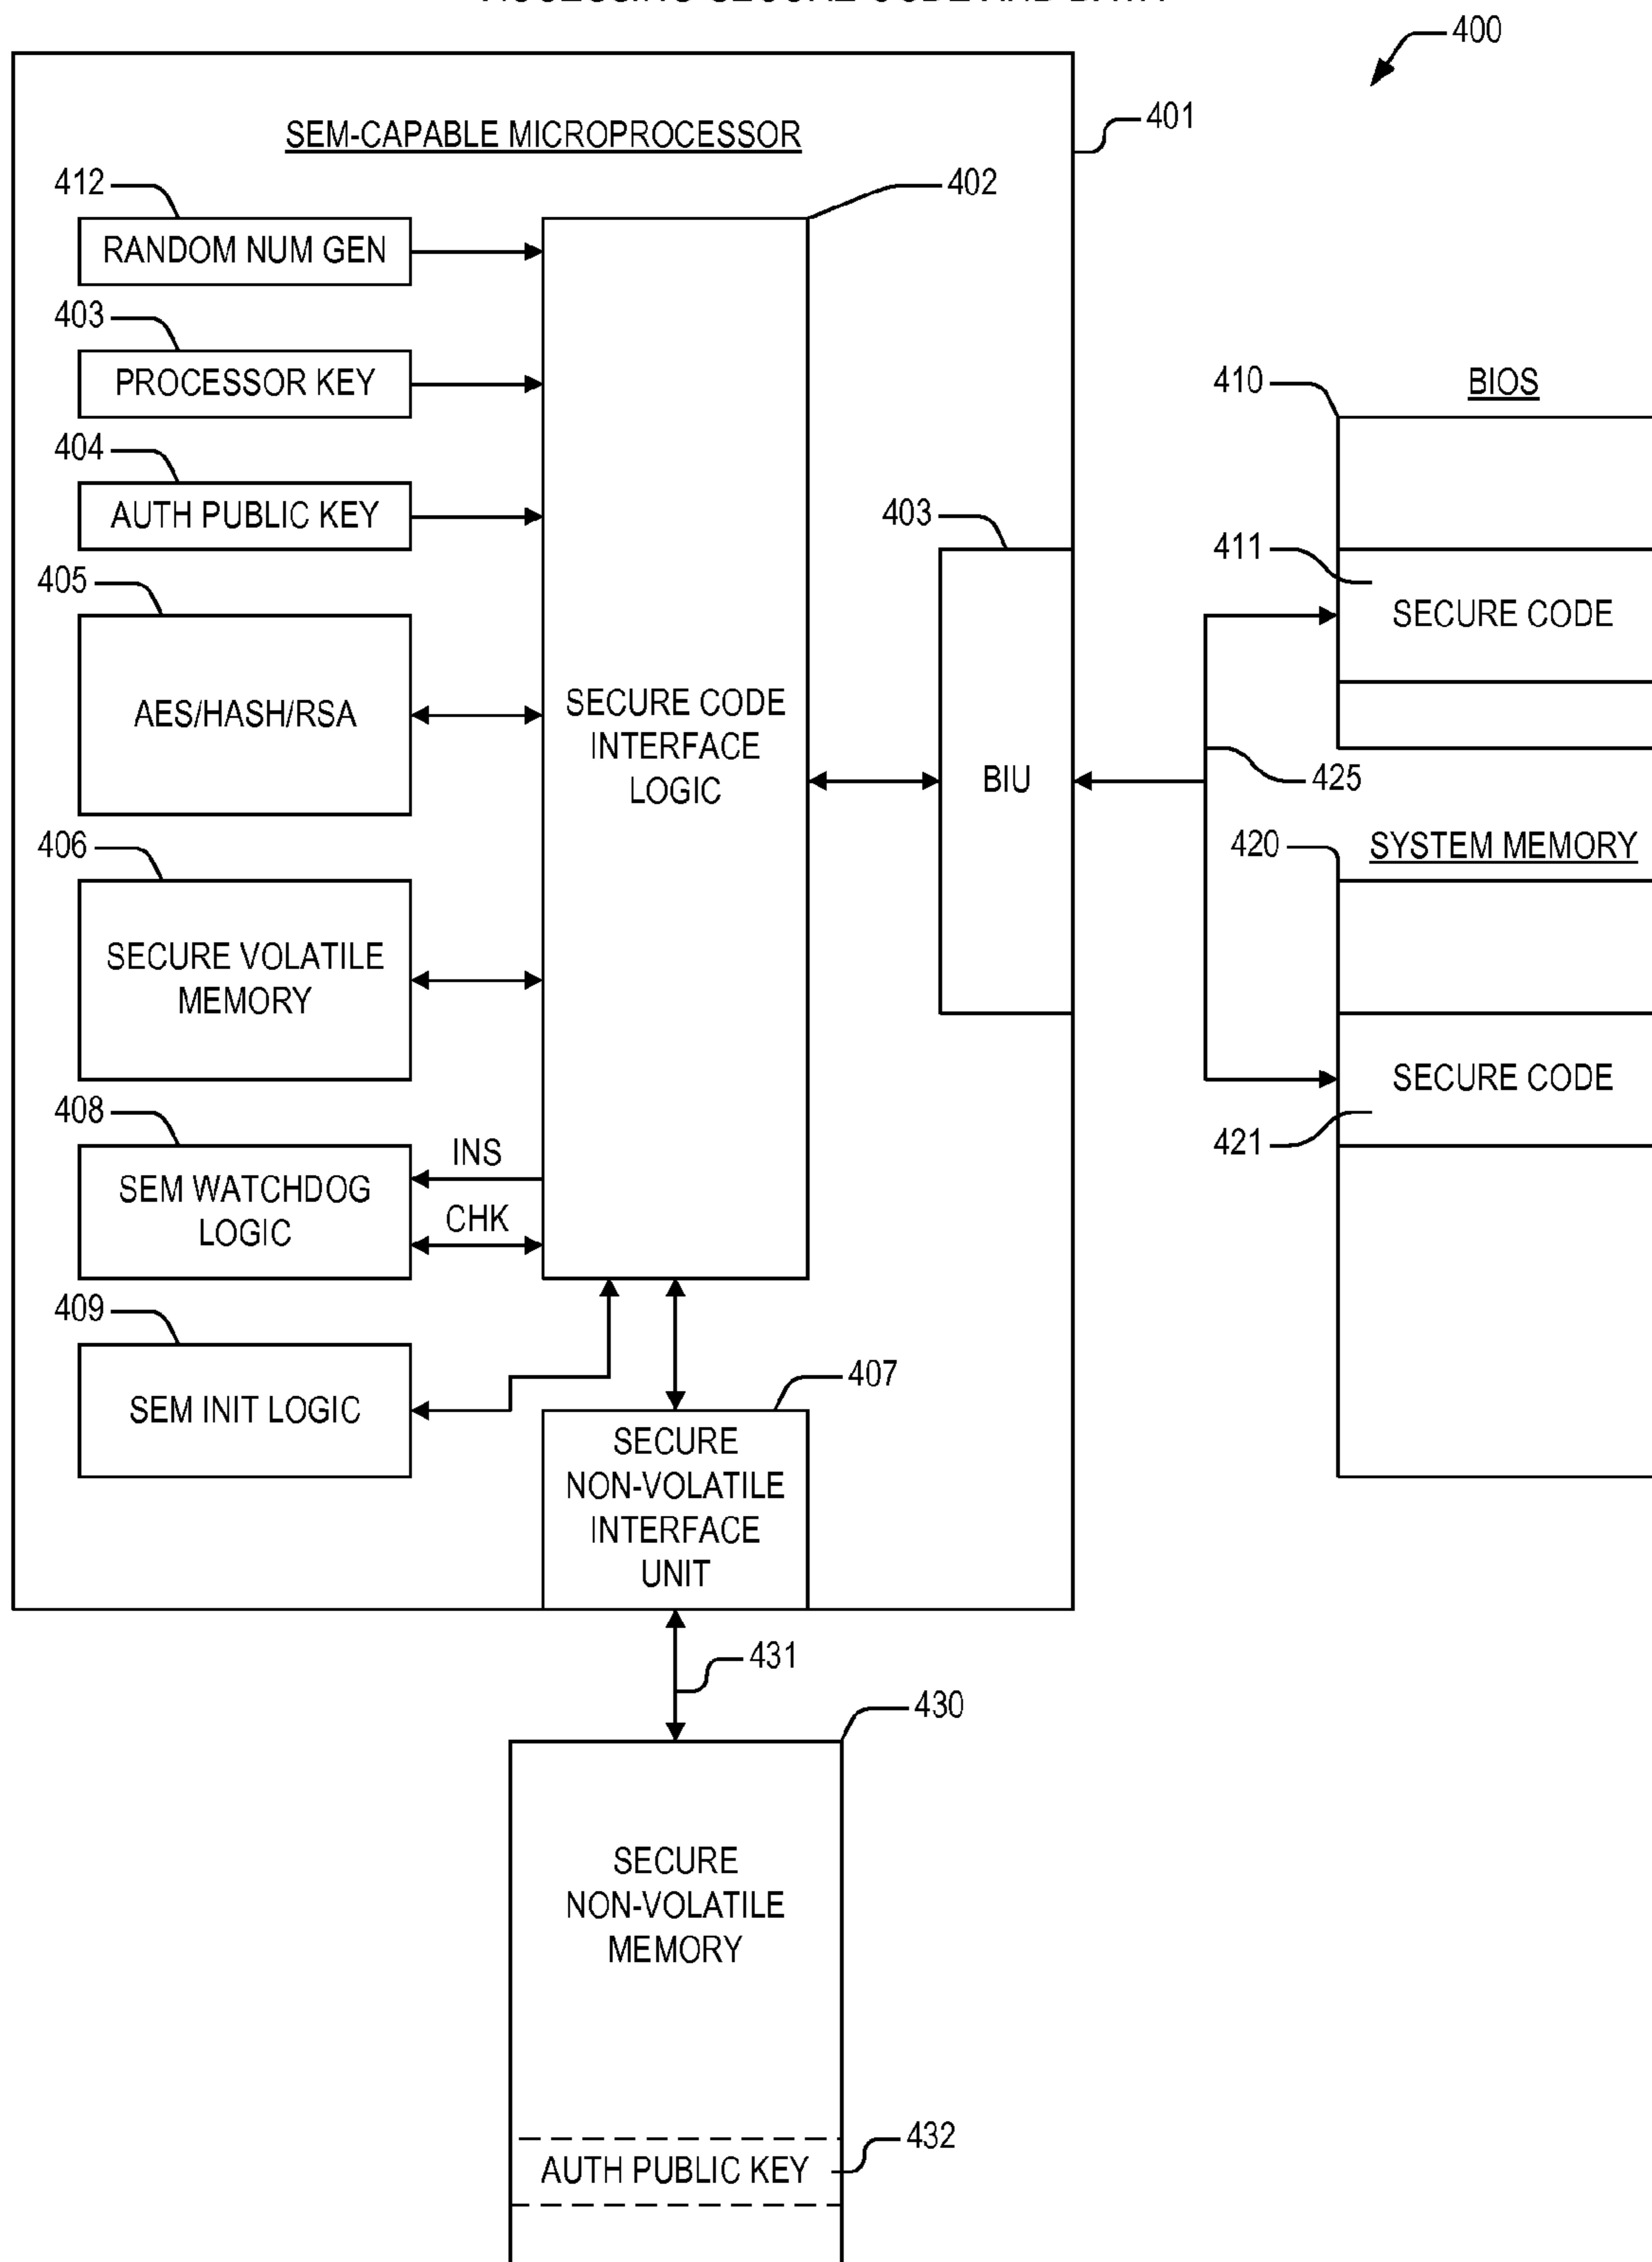 400
SEM-CAPABLE MICROPROCESSOR
401
412
RANDOM NUM GEN
402
403
PROCESSOR KEY
404
AUTH PUBLIC KEY
405
AES/HASH/RSA
406
SECURE VOLATILE
MEMORY
408
SEM WATCHDOG
LOGIC
INS
CHK
409
SEM INIT LOGIC
SECURE CODE
INTERFACE
LOGIC
403
BIU
407
SECURE
NON-VOLATILE
INTERFACE
UNIT
410
BIOS
411
SECURE CODE
425
420
SYSTEM MEMORY
SECURE CODE
421
431
430
SECURE
NON-VOLATILE
MEMORY
432
AUTH PUBLIC KEY